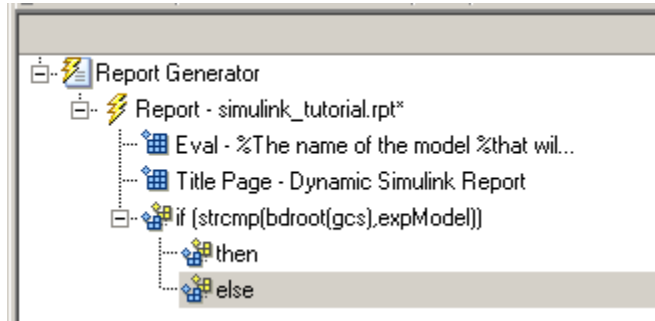 Report Generator
Report - simulink_tutorial.rpt*
Eval - %The name of the model %that wil...
Title Page - Dynamic Simulink Report
if (strcmp(bdroot(gcs),expModel))
then
else